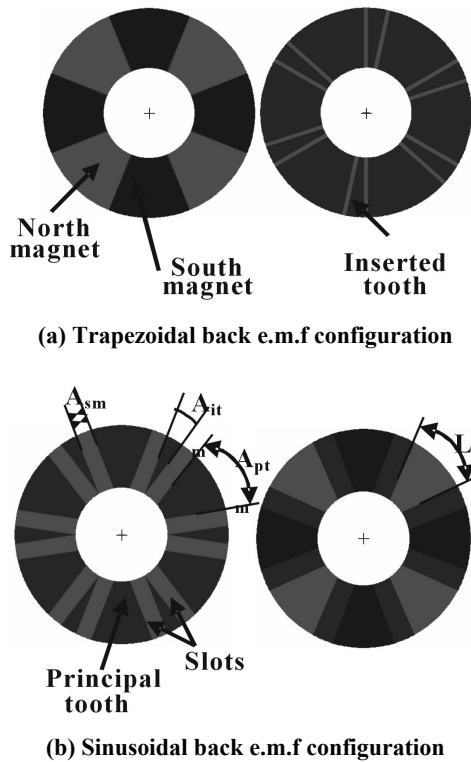 North
magnet
South
magnet
Inserted
tooth
(a) Trapezoidal back e.m.f configuration
Asm
Ait
m
Apt
m
L
Principal
tooth
Slots
(b) Sinusoidal back e.m.f configuration